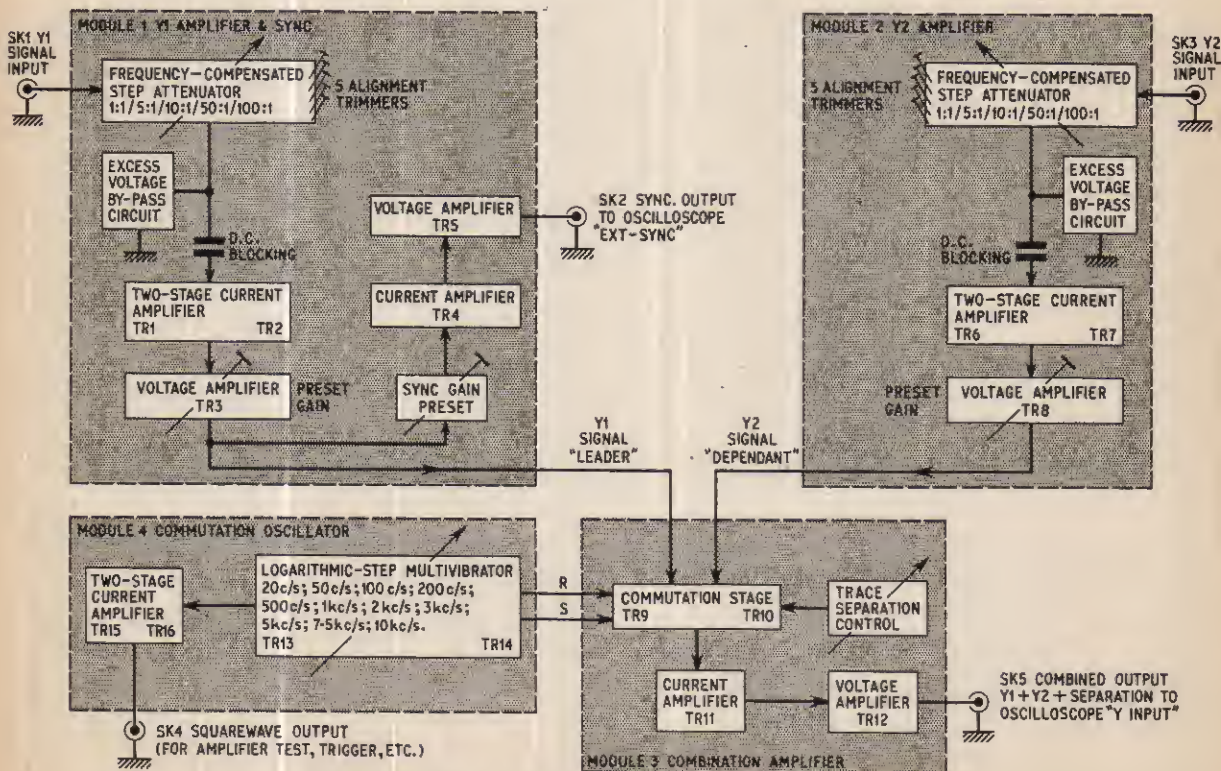 MODULE 1 Y1 AMPLIFIER & SYNC
SK1 Y1
SIGNAL
INPUT
FREQUENCY-COMPENSATED
STEP ATTENUATOR
1:1/5:1/10:1/50:1/100:1
5 ALIGNMENT
TRIMMERS
EXCESS
VOLTAGE
BY-PASS
CIRCUIT
D.C.
BLOCKING
TWO-STAGE CURRENT
AMPLIFIER
TR1 TR2
VOLTAGE AMPLIFIER
TR3
PRESET
GAIN
VOLTAGE AMPLIFIER
TR5
CURRENT AMPLIFIER
TR4
SYNC GAIN
PRESET
SK2 SYNC. OUTPUT
TO OSCILLOSCOPE
"EXT-SYNC"
MODULE 2 Y2 AMPLIFIER
SK3 Y2
SIGNAL
INPUT
5 ALIGNMENT
TRIMMERS
FREQUENCY-COMPENSATED
STEP ATTENUATOR
1:1/5:1/10:1/50:1/100:1
EXCESS
VOLTAGE
BY-PASS
CIRCUIT
D.C.
BLOCKING
TWO-STAGE CURRENT
AMPLIFIER
TR6 TR7
PRESET
GAIN
VOLTAGE AMPLIFIER
TR8
Y1
SIGNAL
"LEADER"
Y2
SIGNAL
"DEPENDANT"
MODULE 4 COMMUTATION OSCILLATOR
TWO-STAGE
CURRENT
AMPLIFIER
TR15 TR16
LOGARITHMIC-STEP MULTIVIBRATOR
20c/s; 50c/s; 100c/s; 200c/s;
500c/s; 1kc/s; 2kc/s; 3kc/s;
5kc/s; 7-5kc/s; 10kc/s.
TR13 TR14
R
S
SK4 SQUAREWAVE OUTPUT
(FOR AMPLIFIER TEST, TRIGGER, ETC.)
COMMUTATION STAGE
TR9 TR10
TRACE
SEPARATION
CONTROL
CURRENT
AMPLIFIER
TR11
VOLTAGE
AMPLIFIER
TR12
SK5 COMBINED OUTPUT
Y1+Y2+SEPARATION TO
OSCILLOSCOPE "Y INPUT"
MODULE 3 COMBINATION AMPLIFIER